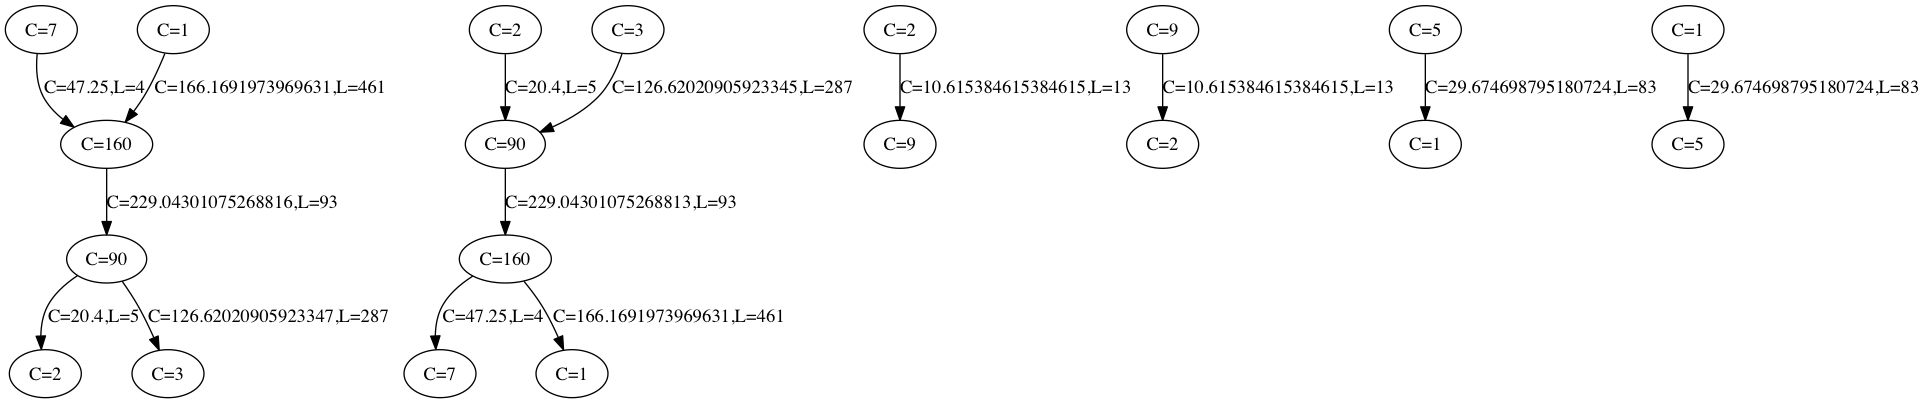 C=7 C=1 C=2 C=3 C=2 C=9 C=5 C=1
C=47.25,L=4 C=166.1691973969631,L=461 C=20.4,L=5 C=126.62020905923345,L=287 C=10.615384615384615,L=13 C=10.615384615384615,L=13 C=29.674698795180724,L=83 C=29.674698795180724,L=83
C=160 C=90 C=9 C=2 C=1 C=5
C=229.04301075268816,L=93 C=229.04301075268813,L=93
C=90 C=160
C=20.4,L=5 C=126.62020905923347,L=287 C=47.25,L=4 C=166.1691973969631,L=461
C=2 C=3 C=7 C=1